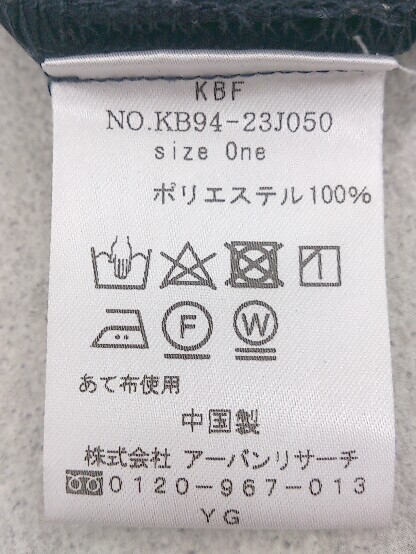 KBF
NO.KB94-23J050
size One
ポリエステル100%
F W
あて布使用
中国製
株式会社 アーバンリサーチ
0120-967-013
YG